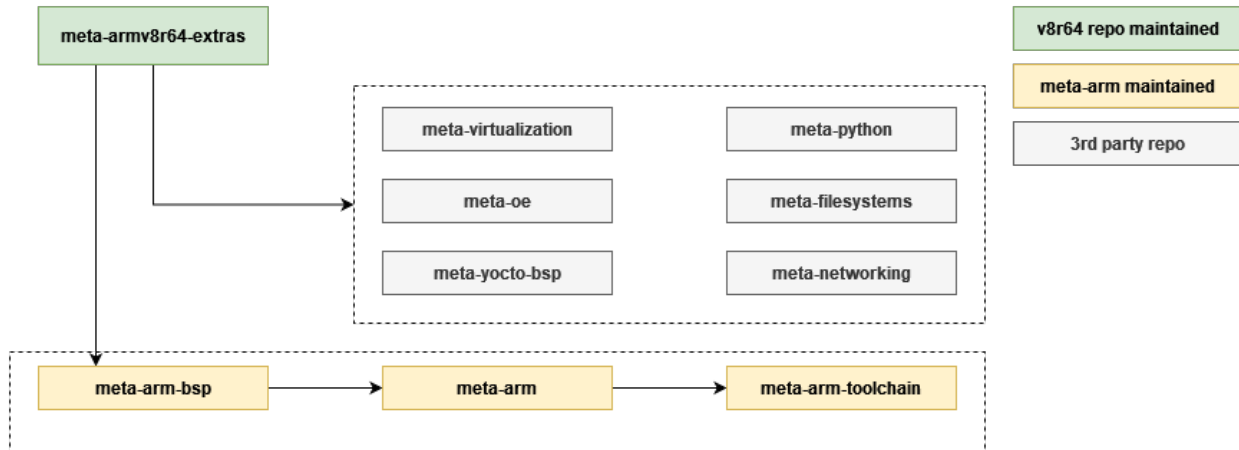 meta-armv8r64-extras
v8r64 repo maintained
meta-arm maintained
3rd party repo
meta-virtualization
meta-python
meta-oe
meta-filesystems
meta-yocto-bsp
meta-networking
meta-arm-bsp
meta-arm
meta-arm-toolchain